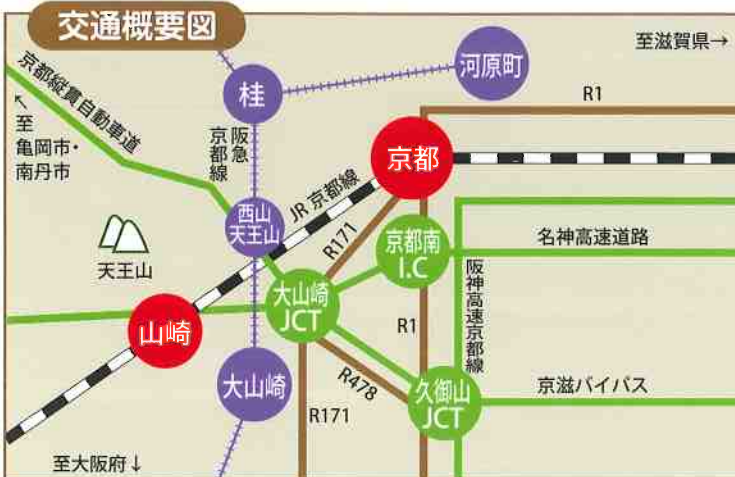 交通概要図
至滋賀県→
河原町
R1
桂
京都縦貫自動車道
↖
至
亀岡市・
南丹市
阪急
京都線
京都
JR 京都線
西山
天王山
R171
京都南
I.C
名神高速道路
天王山
阪神高速京都線
大山崎
JCT
山崎
R1
大山崎
R478
久御山
JCT
京滋バイパス
R171
至大阪府↓